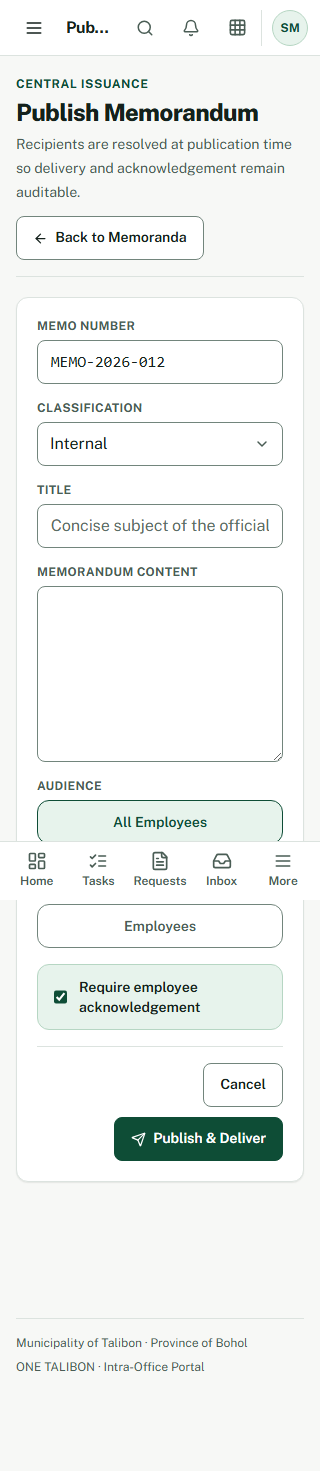 Pub...
SM
CENTRAL ISSUANCE
Publish Memorandum
Recipients are resolved at publication time
so delivery and acknowledgement remain
auditable.
Back to Memoranda
MEMO NUMBER
MEMO-2026-012
CLASSIFICATION
Internal
TITLE
Concise subject of the official
MEMORANDUM CONTENT
AUDIENCE
All Employees
Home
Tasks
Requests
Inbox
More
Employees
Require employee
acknowledgement
Cancel
Publish & Deliver
Municipality of Talibon · Province of Bohol
ONE TALIBON · Intra-Office Portal